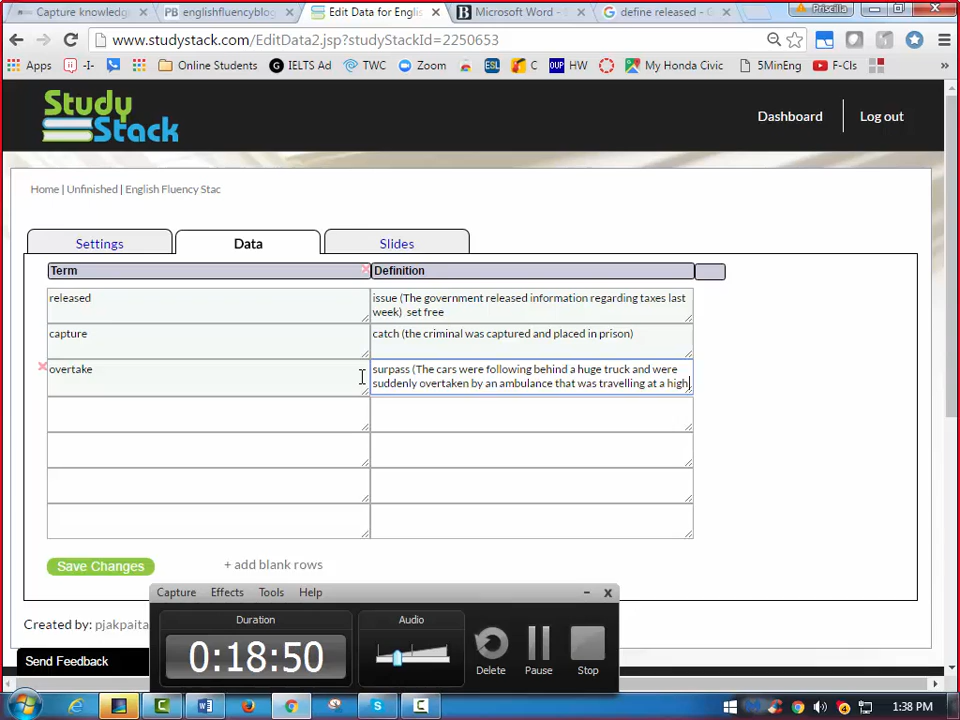 Capture knowledg
englishfluencyblo
Edit Data for Englis
Microsoft Word -
define released - G
Priscilla
www.studystack.com/EditData2.jsp?studyStackId=2250653
Apps
-I-
Online Students
IELTS Ad
TWC
Zoom
ESL
C
OUP
HW
My Honda Civic
5MinEng
F-Cls
»
Study
Stack
Dashboard
Log out
Home | Unfinished | English Fluency Stac
Settings
Data
Slides
Term
Definition
released
issue (The government released information regarding taxes last
week) set free
capture
catch (the criminal was captured and placed in prison)
overtake
surpass (The cars were following behind a huge truck and were
suddenly overtaken by an ambulance that was travelling at a high
Save Changes
+ add blank rows
Created by: pjakpaita
Send Feedback
Capture Effects Tools Help
Duration
0:18:50
Audio
Delete
Pause
Stop
1:38 PM